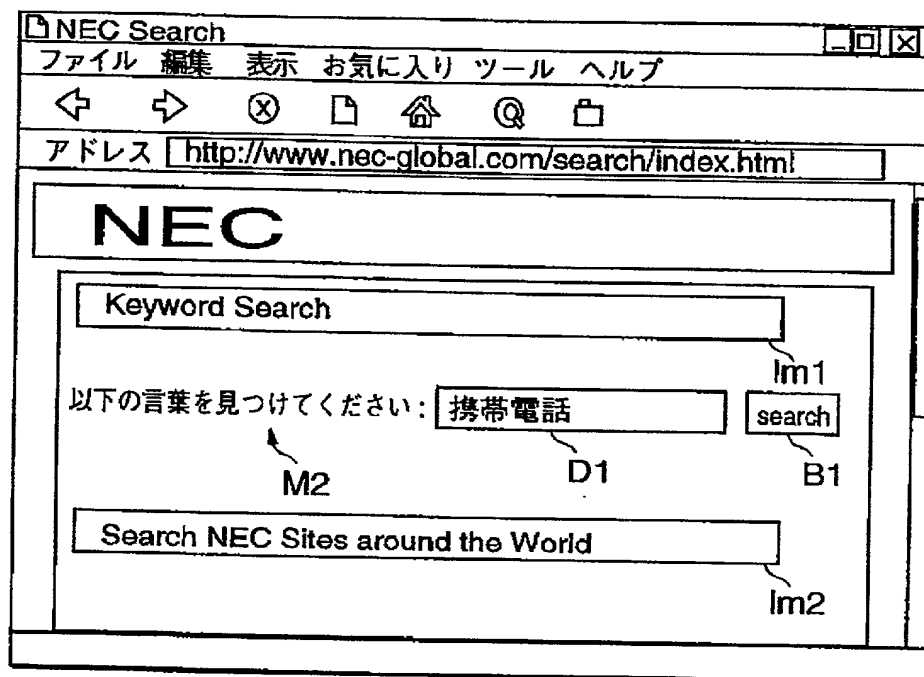 NEC Search
ファイル 編集 表示 お気に入り ツール ヘルプ
アドレス http://www.nec-global.com/search/index.html
NEC
Keyword Search
Im1
以下の言葉を見つけてください: 携帯電話 search
M2 D1 B1
Search NEC Sites around the World
Im2